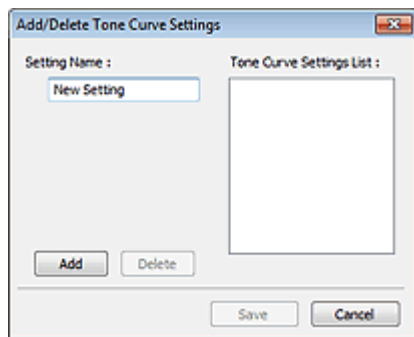 Add/Delete Tone Curve Settings
Setting Name :
Tone Curve Settings List :
New Setting
Add
Delete
Save
Cancel